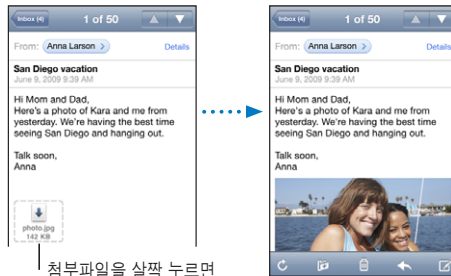 Inbox (4)
1 of 50
From: Anna Larson
Details
San Diego vacation
June 9, 2009 9:39 AM
Hi Mom and Dad,
Here's a photo of Kara and me from
yesterday. We're having the best time
seeing San Diego and hanging out.
Talk soon,
Anna
photo.jpg
142 KB
첨부파일을 살짝 누르면
Inbox (4)
1 of 50
From: Anna Larson
Details
San Diego vacation
June 9, 2009 9:39 AM
Hi Mom and Dad,
Here's a photo of Kara and me from
yesterday. We're having the best time
seeing San Diego and hanging out.
Talk soon,
Anna